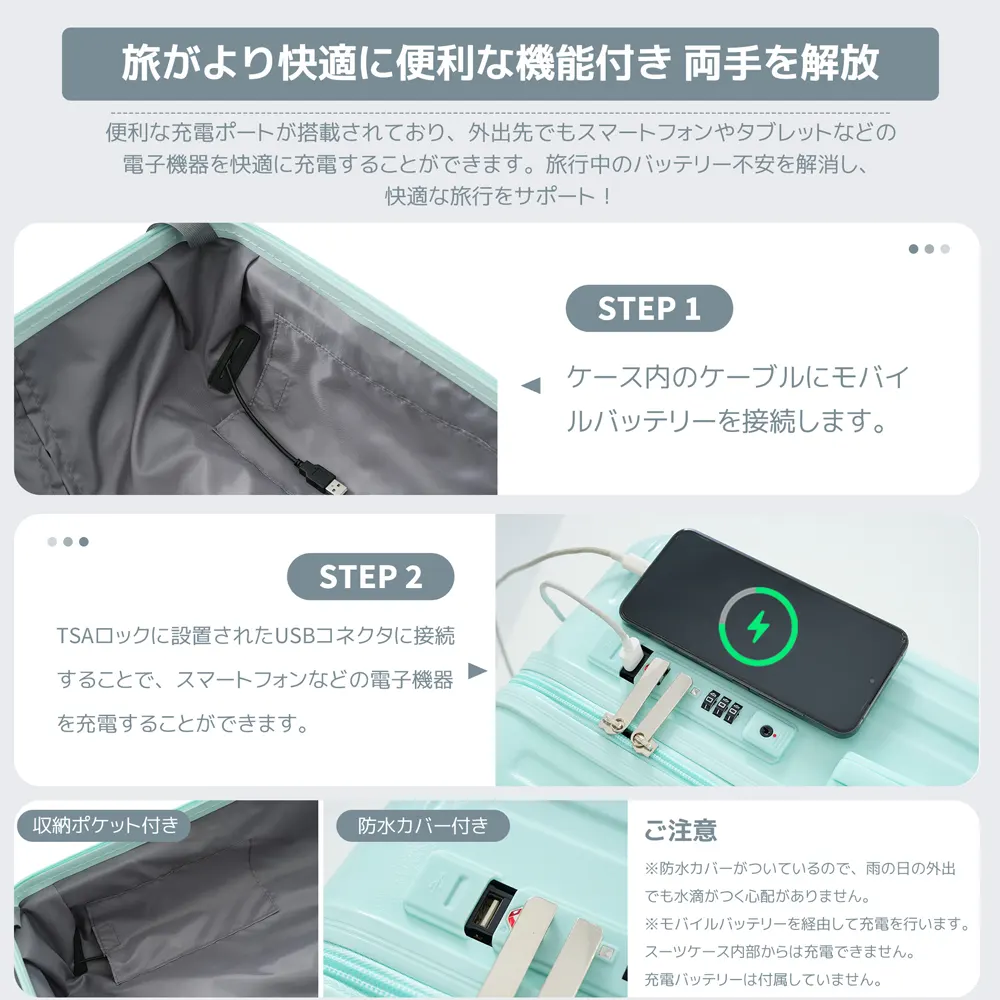 旅がより快適に便利な機能付き 両手を解放
便利な充電ポートが搭載されており、外出先でもスマートフォンやタブレットなどの
電子機器を快適に充電することができます。旅行中のバッテリー不安を解消し、
快適な旅行をサポート！
STEP 1
ケース内のケーブルにモバイ
ルバッテリーを接続します。
STEP 2
TSAロックに設置されたUSBコネクタに接続
することで、スマートフォンなどの電子機器
を充電することができます。
収納ポケット付き
防水カバー付き
ご注意
※防水カバーがついているので、雨の日の外出
でも水滴がつく心配がありません。
※モバイルバッテリーを経由して充電を行います。
スーツケース内部からは充電できません。
充電バッテリーは付属していません。